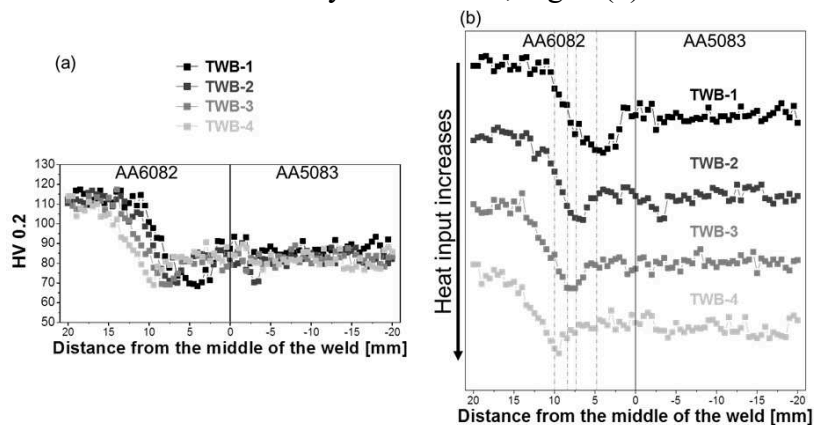 (a)
TWB-1
TWB-2
TWB-3
TWB-4
AA6082
AA5083
HV 0.2
130
120
110
100
90
80
70
60
20 15 10 5 0 -5 -10 -15 -20
Distance from the middle of the weld [mm]
(b)
AA6082
AA5083
TWB-1
TWB-2
TWB-3
TWB-4
Heat input increases
20 15 10 5 0 -5 -10 -15 -20
Distance from the middle of the weld [mm]